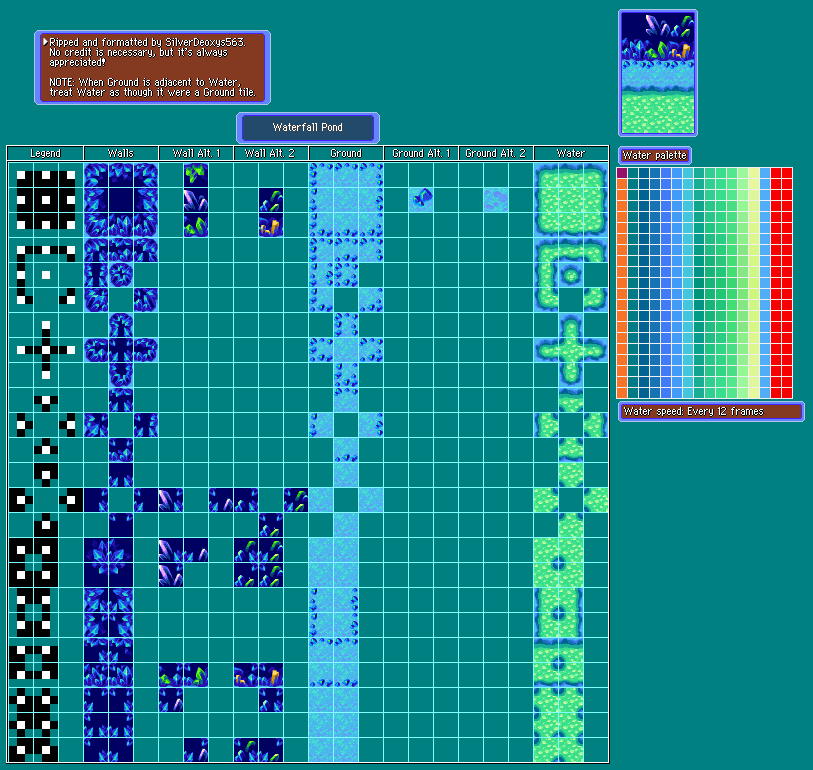 Ripped and formatted by SilverDeoxys563.
No credit is necessary, but it's always
appreciated!
NOTE: When Ground is adjacent to Water,
treat Water as though it were a Ground tile.
Waterfall Pond
Legend Walls Wall Alt. 1 Wall Alt. 2 Ground Ground Alt. 1 Ground Alt. 2 Water
Water palette
Water speed: Every 12 frames